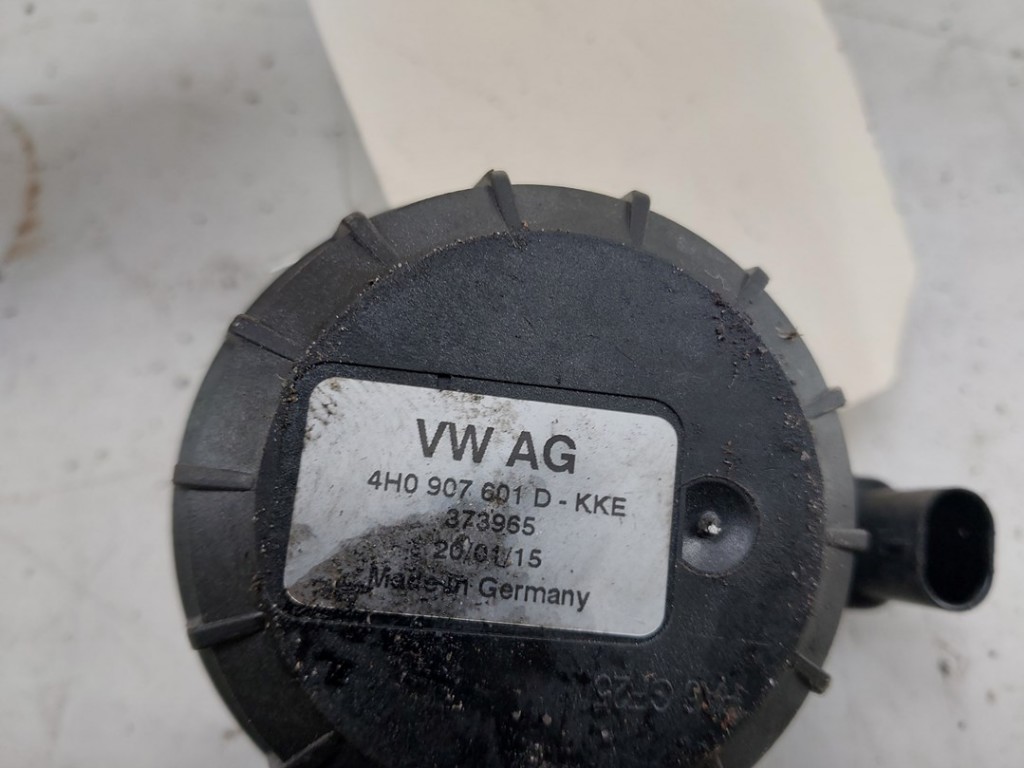 VW AG
4H0 907 601 D - KKE
373965
20/01/15
Made in Germany